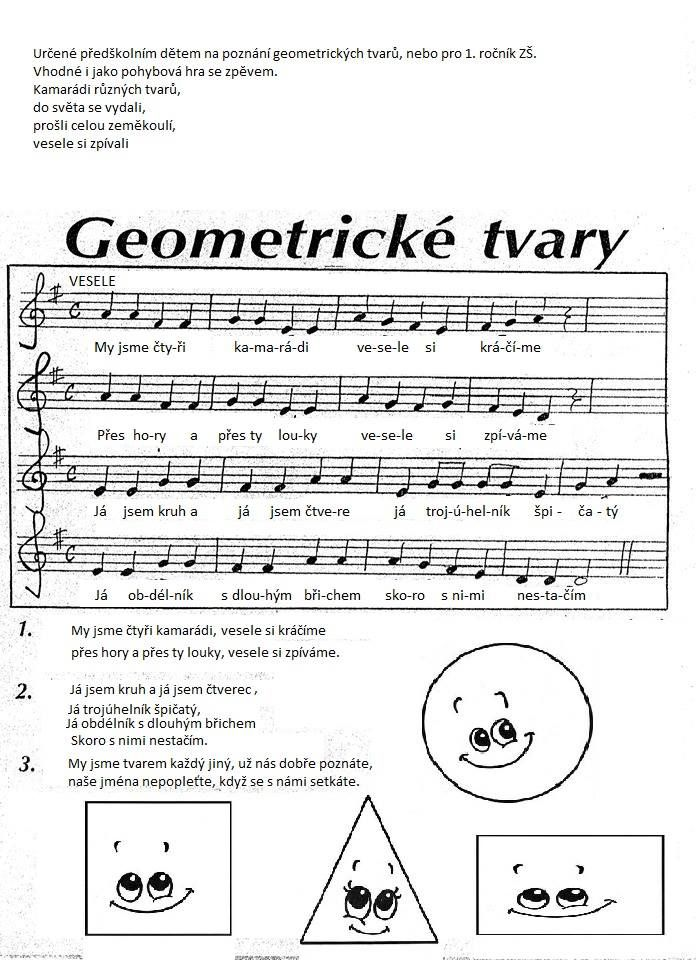 Určené předškolním dětem na poznání geometrických tvarů, nebo pro 1. ročník ZŠ.
Vhodné i jako pohybová hra se zpěvem.
Kamarádi různých tvarů,
do světa se vydali,
prošli celou zeměkoulí,
vesele si zpívali
Geometrické tvary
VESELE
My jsme čty-ři ka-ma-rá-di ve-se-le si krá-čí-me
Přes ho-ry a přes ty lou-ky ve-se-le si zpí-vá-me
Já jsem kruh a já jsem čtve-re já troj-ú-hel-ník špi- ča-tý
Já ob-dél-ník s dlou-hým bři-chem sko-ro s ni-mi nes-ta-čím
1. My jsme čtyři kamarádi, vesele si kráčíme
přes hory a přes ty louky, vesele si zpíváme.
2. Já jsem kruh a já jsem čtverec ,
Já trojúhelník špičatý,
Já obdélník s dlouhým břichem
Skoro s nimi nestačím.
3. My jsme tvarem každý jiný, už nás dobře poznáte,
naše jména nepopleťte, když se s námi setkáte.